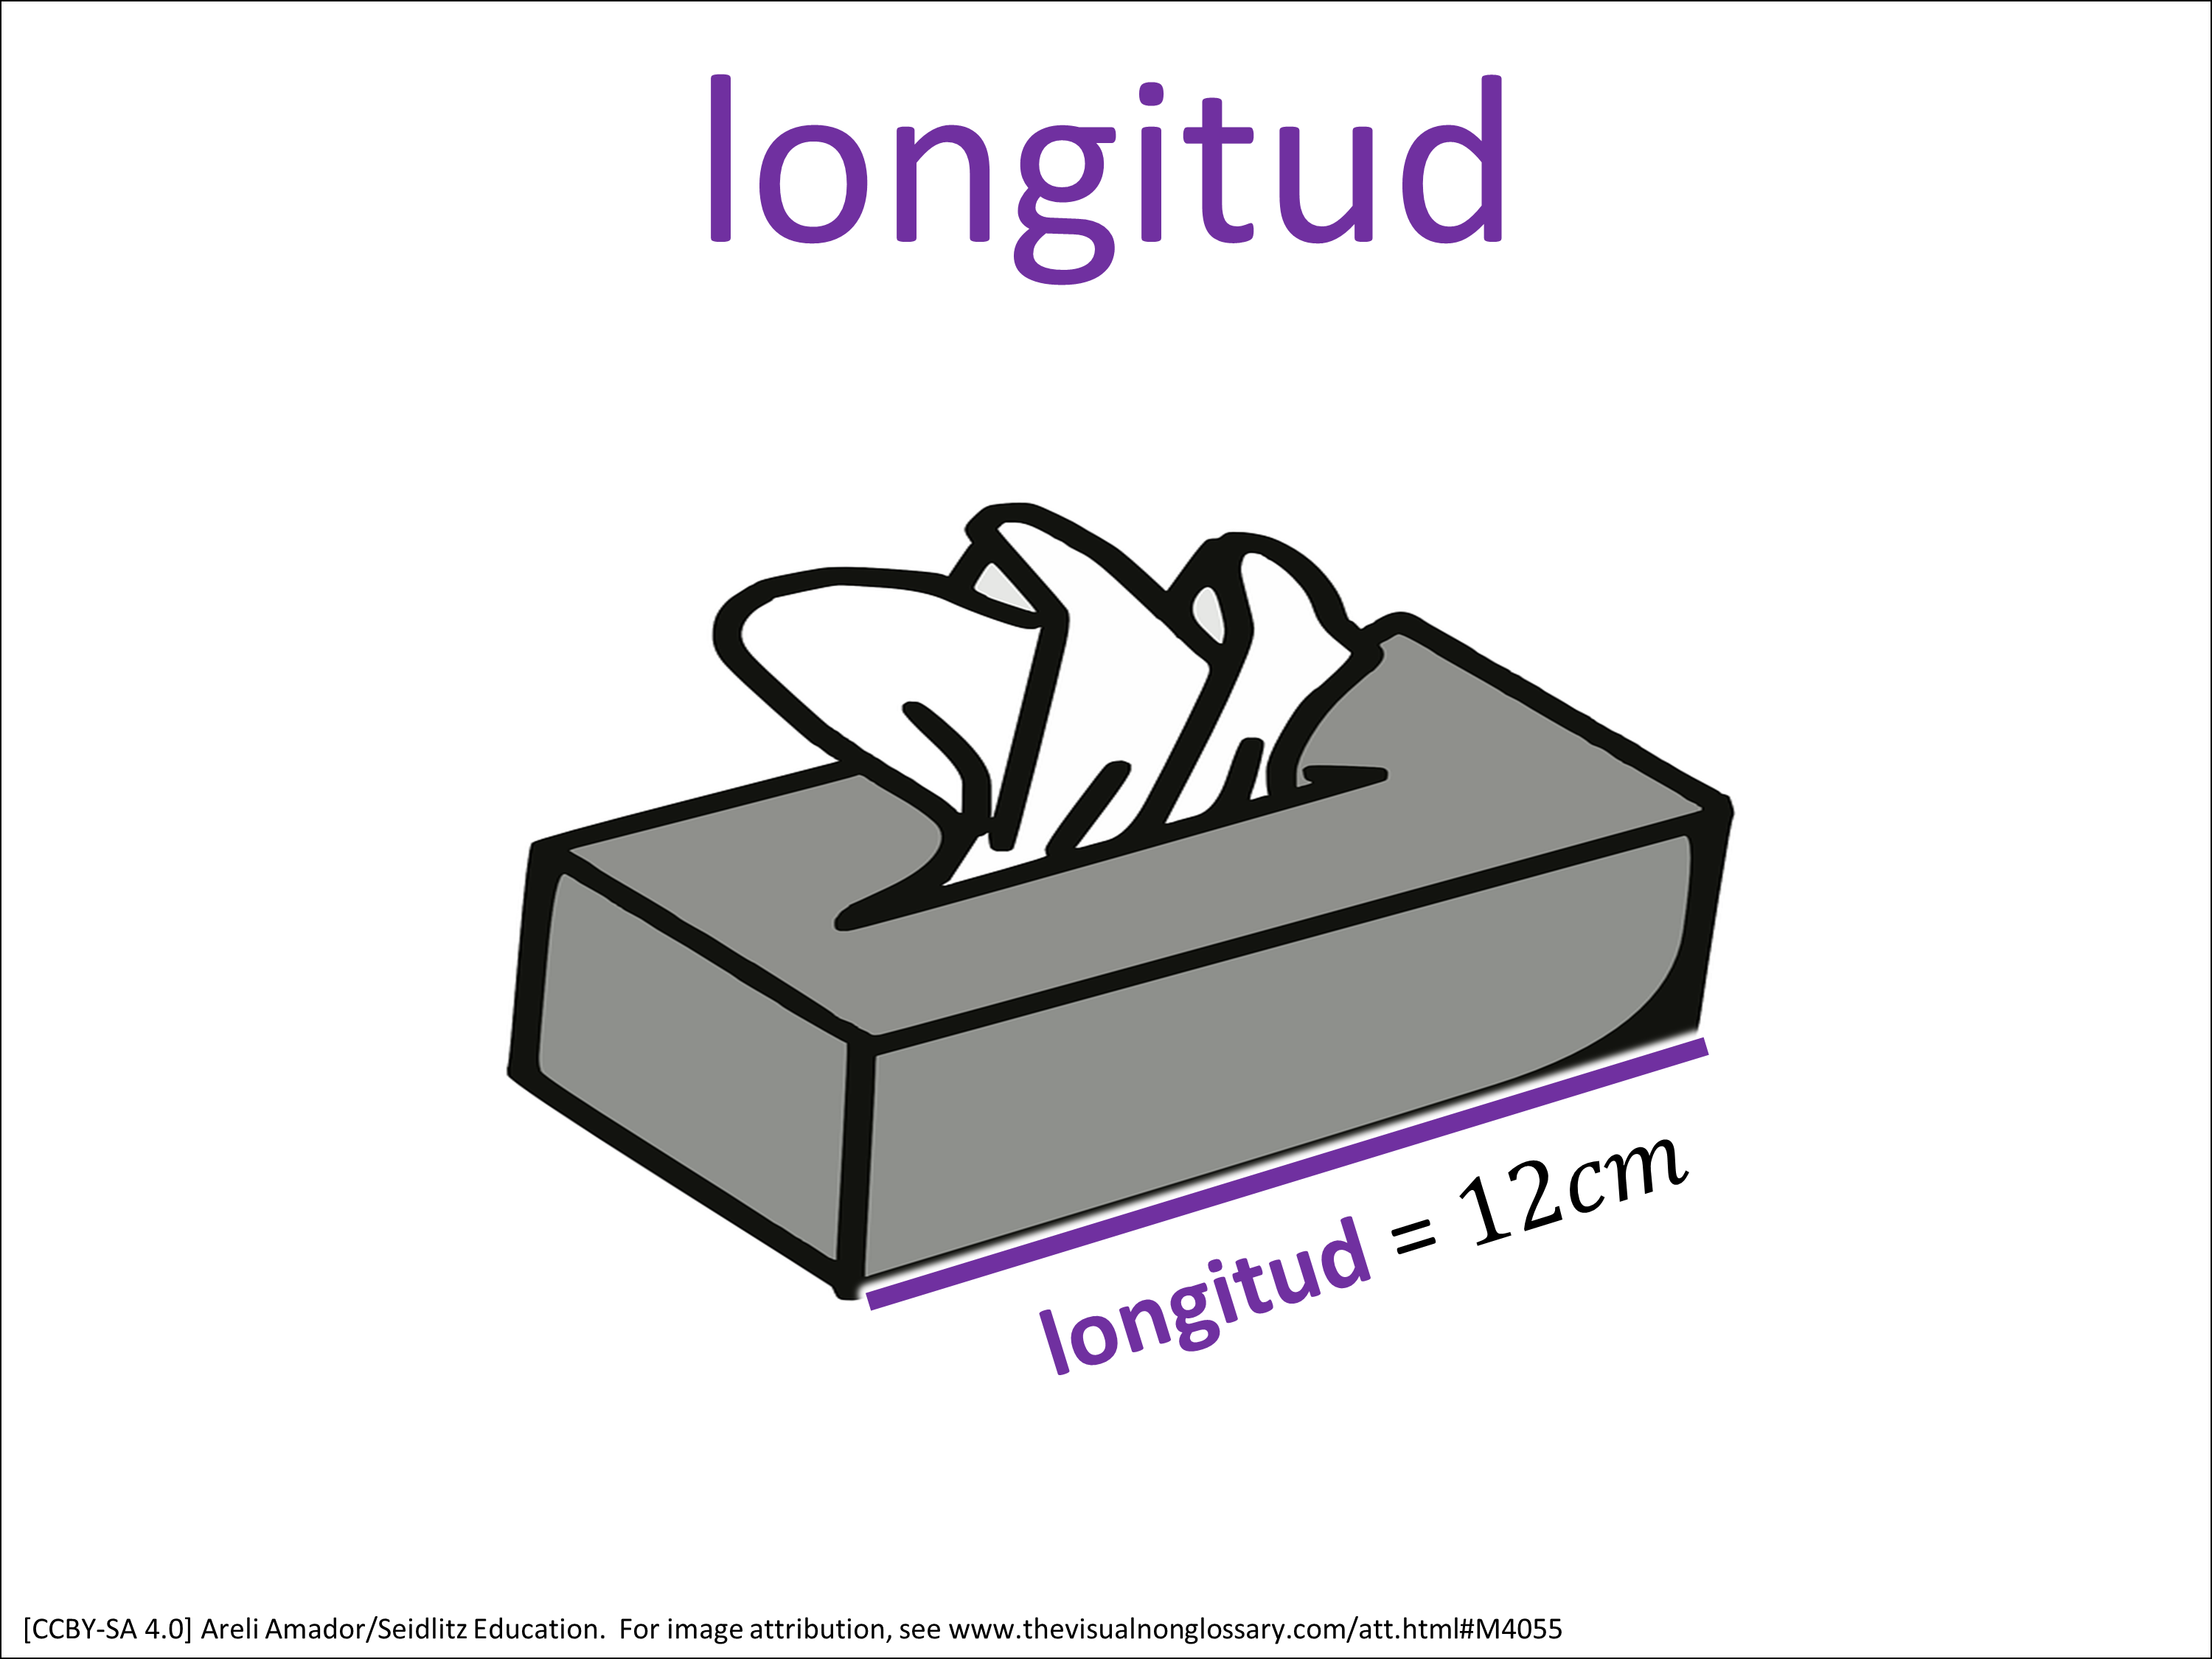 longitud
longitud = 12cm
[CCBY-SA 4.0] Areli Amador/Seidlitz Education.  For image attribution, see www.thevisualnonglossary.com/att.html#M4055